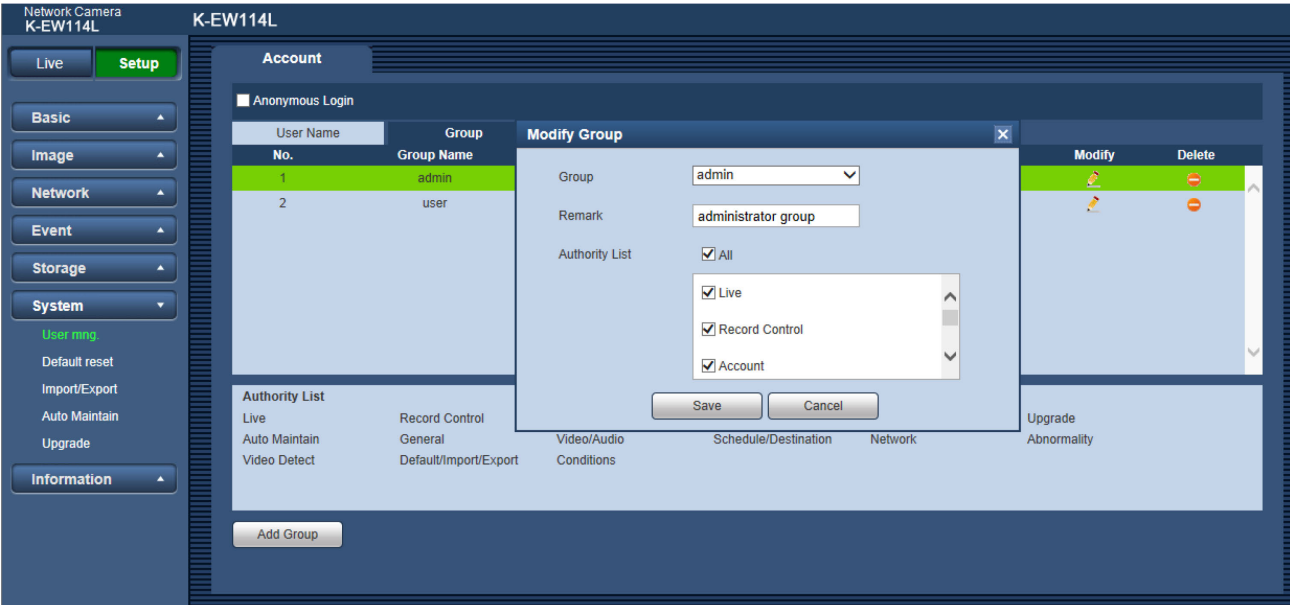 Network Camera
K-EW114L
K-EW114L
Live Setup
Account
Anonymous Login
Basic
Image
Network
Event
Storage
System
User mng.
Default reset
Import/Export
Auto Maintain
Upgrade
Information
User Name Group
No. Group Name Modify Delete
1 admin
2 user
Modify Group
Group admin
Remark administrator group
Authority List All
Live
Record Control
Account
Save Cancel
Authority List
Live Record Control Upgrade
Auto Maintain General Video/Audio Schedule/Destination Network Abnormality
Video Detect Default/Import/Export Conditions
Add Group